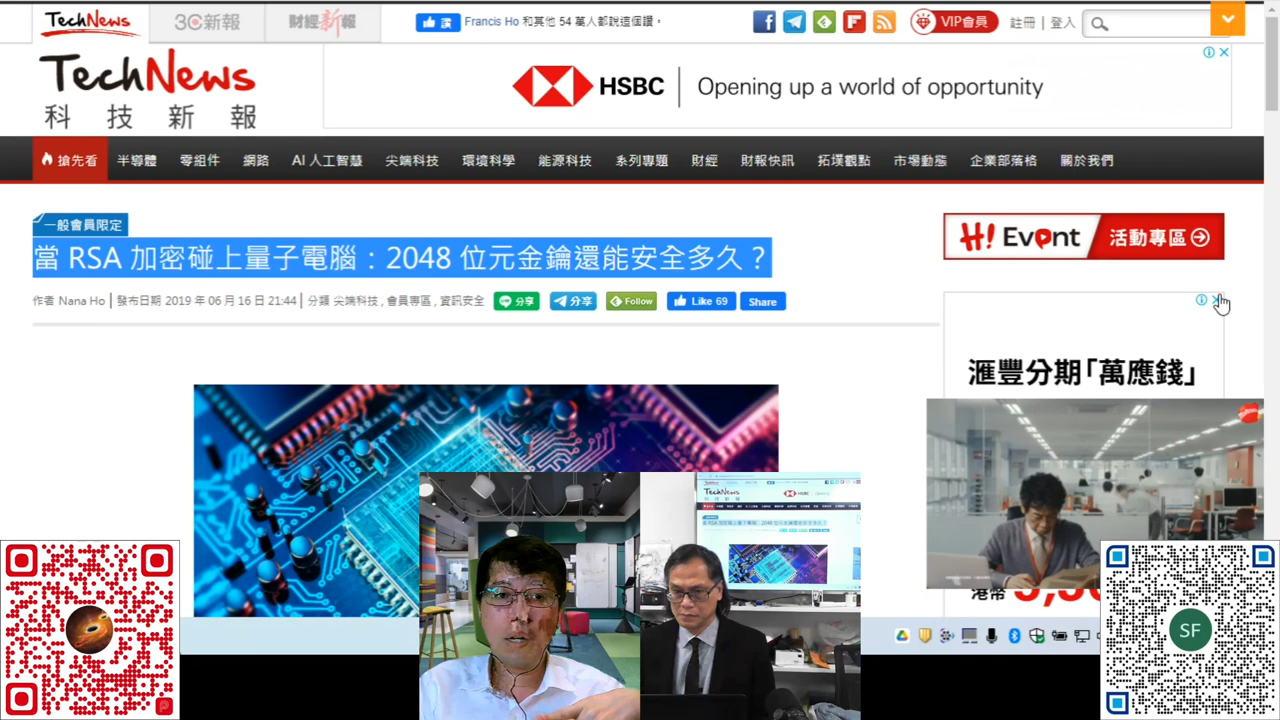 TechNews
3C新報
財經新報
讚
Francis Ho 和其他 54 萬人都說這個讚。
VIP會員
註冊 | 登入
TechNews
科技新報
HSBC
Opening up a world of opportunity
搶先看
半導體
零組件
網路
AI 人工智慧
尖端科技
環境科學
能源科技
系列專題
財經
財報快訊
拓墣觀點
市場動態
企業部落格
關於我們
一般會員限定
當 RSA 加密碰上量子電腦：2048 位元金鑰還能安全多久？
作者 Nana Ho | 發布日期 2019 年 06 月 16 日 21:44 | 分類 尖端科技 , 會員專區 , 資訊安全
分享
分享
Follow
Like 69
Share
H! Event 活動專區
滙豐分期「萬應錢」
港幣
SF